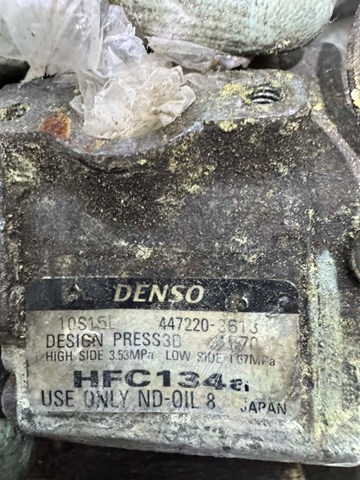 DENSO
10S15L 447220-3613
DESIGN PRESS3D
HIGH SIDE 3.53MPa LOW SIDE 1.67MPa
HFC134a
USE ONLY ND-OIL 8 JAPAN